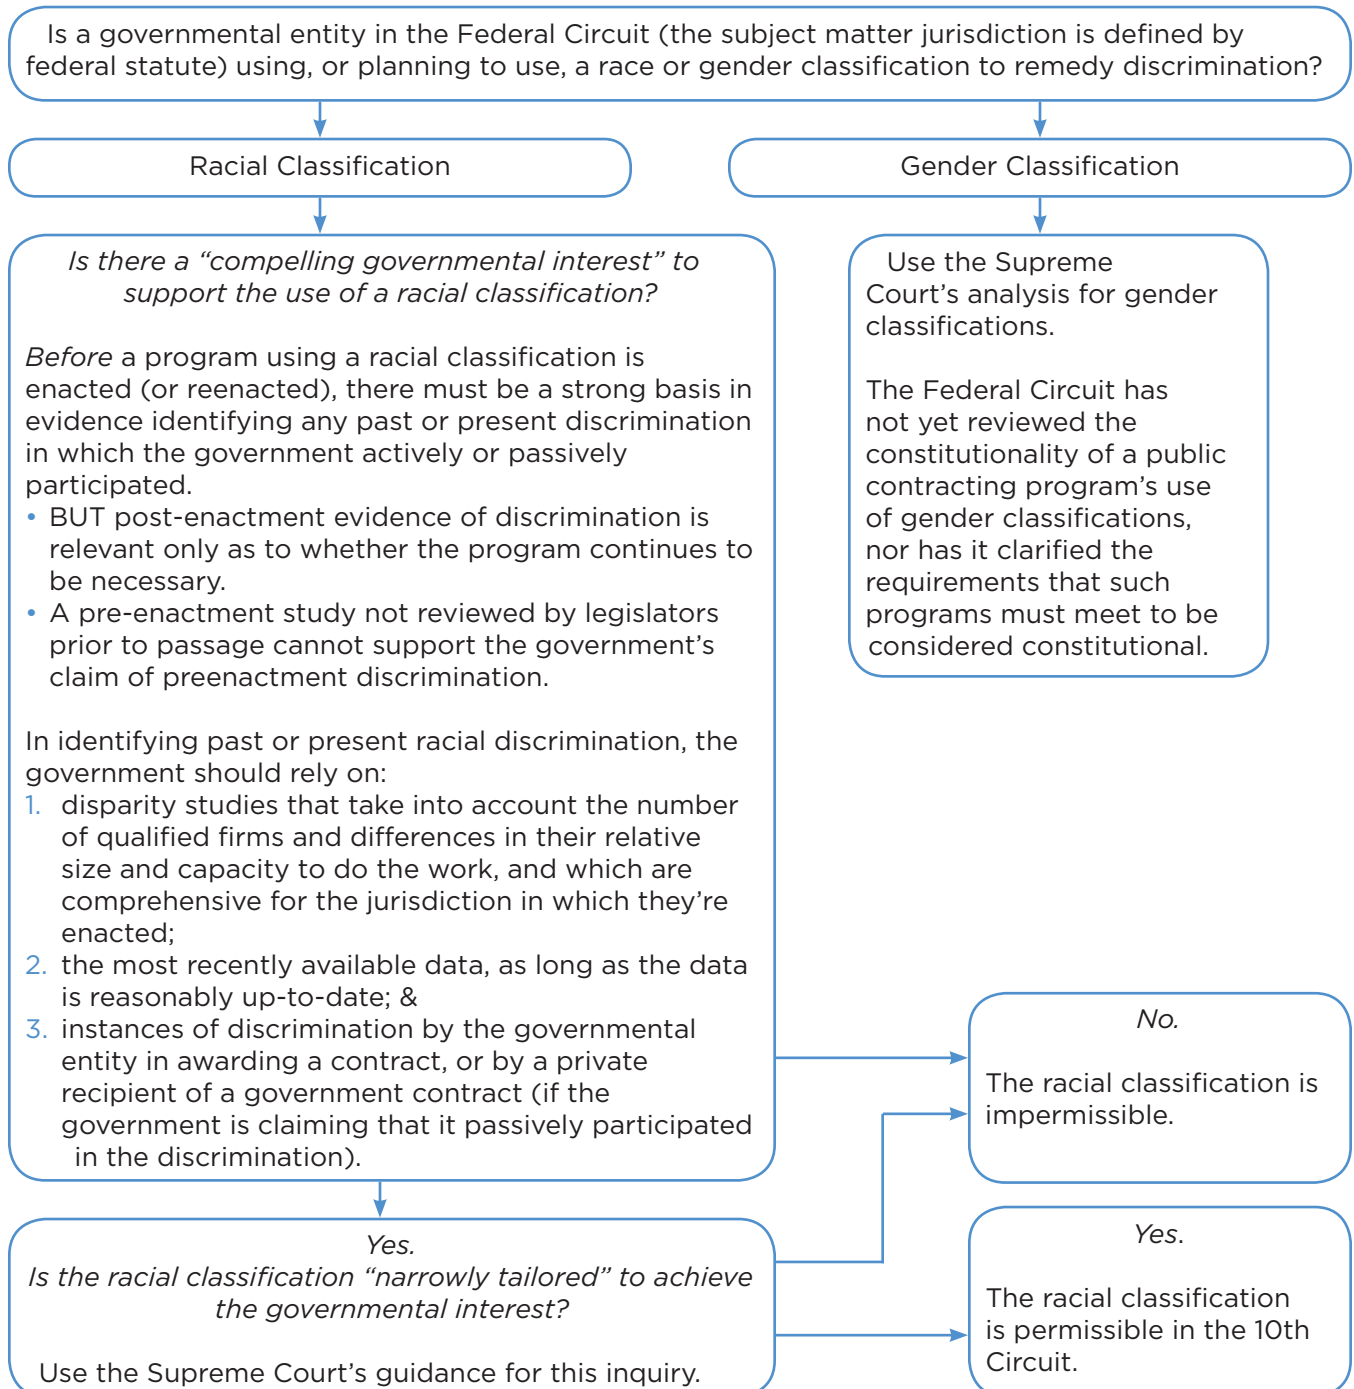 Is a governmental entity in the Federal Circuit (the subject matter jurisdiction is defined by
federal statute) using, or planning to use, a race or gender classification to remedy discrimination?
Racial Classification
Gender Classification
Is there a “compelling governmental interest” to
support the use of a racial classification?
Before a program using a racial classification is
enacted (or reenacted), there must be a strong basis in
evidence identifying any past or present discrimination
in which the government actively or passively
participated.
• BUT post-enactment evidence of discrimination is
relevant only as to whether the program continues to
be necessary.
• A pre-enactment study not reviewed by legislators
prior to passage cannot support the government’s
claim of preenactment discrimination.
In identifying past or present racial discrimination, the
government should rely on:
1. disparity studies that take into account the number
of qualified firms and differences in their relative
size and capacity to do the work, and which are
comprehensive for the jurisdiction in which they’re
enacted;
2. the most recently available data, as long as the data
is reasonably up-to-date; &
3. instances of discrimination by the governmental
entity in awarding a contract, or by a private
recipient of a government contract (if the
government is claiming that it passively participated
in the discrimination).
Use the Supreme
Court’s analysis for gender
classifications.
The Federal Circuit has
not yet reviewed the
constitutionality of a public
contracting program’s use
of gender classifications,
nor has it clarified the
requirements that such
programs must meet to be
considered constitutional.
No.
The racial classification is
impermissible.
Yes.
Is the racial classification “narrowly tailored” to achieve
the governmental interest?
Use the Supreme Court’s guidance for this inquiry.
Yes.
The racial classification
is permissible in the 10th
Circuit.